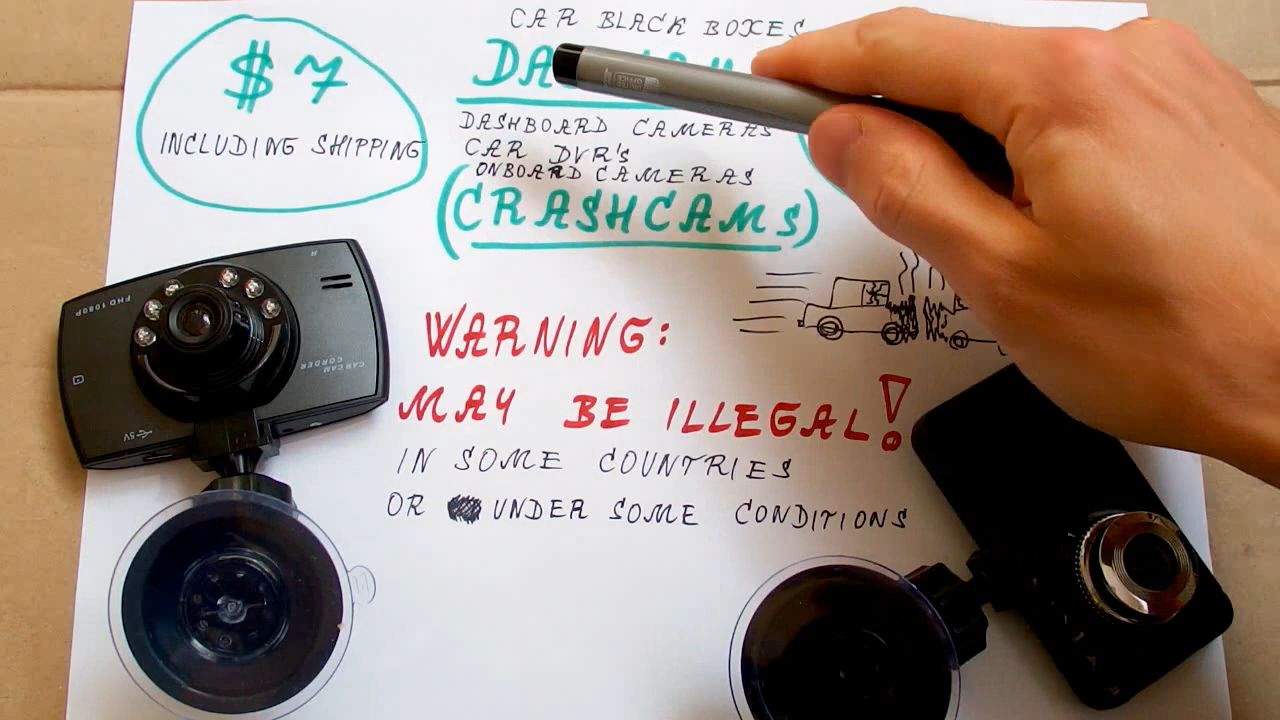 $7
INCLUDING SHIPPING
CAR BLACK BOXES
DASHBOARD CAMERAS
CAR DVR's
ONBOARD CAMERAS
(CRASHCAMS)
WARNING:
MAY BE ILLEGAL!
IN SOME COUNTRIES
OR UNDER SOME CONDITIONS
FHD 1080P
CAR CAM
CORDER
5V
R